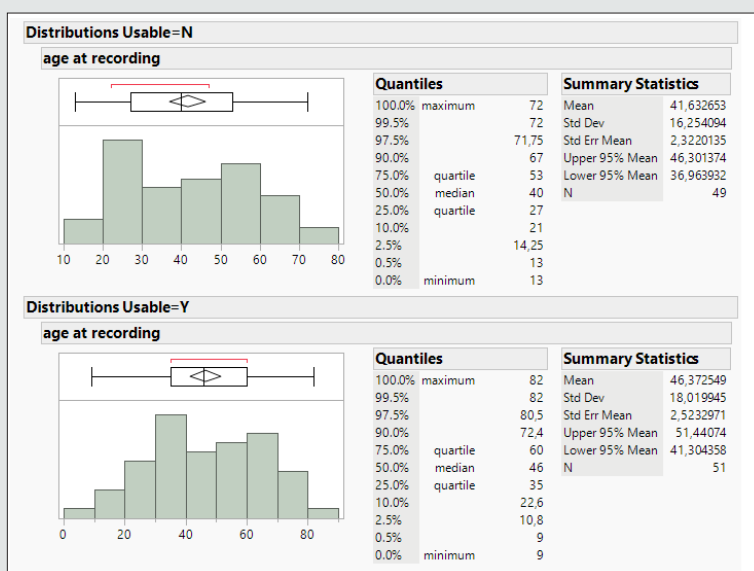 Distributions Usable=N
age at recording
10 20 30 40 50 60 70 80
Quantiles
100.0% maximum 72
99.5% 72
97.5% 71,75
90.0% 67
75.0% quartile 53
50.0% median 40
25.0% quartile 27
10.0% 21
2.5% 14,25
0.5% 13
0.0% minimum 13
Summary Statistics
Mean 41,632653
Std Dev 16,254094
Std Err Mean 2,3220135
Upper 95% Mean 46,301374
Lower 95% Mean 36,963932
N 49
Distributions Usable=Y
age at recording
0 20 40 60 80
Quantiles
100.0% maximum 82
99.5% 82
97.5% 80,5
90.0% 72,4
75.0% quartile 60
50.0% median 46
25.0% quartile 35
10.0% 22,6
2.5% 10,8
0.5% 9
0.0% minimum 9
Summary Statistics
Mean 46,372549
Std Dev 18,019945
Std Err Mean 2,5232971
Upper 95% Mean 51,44074
Lower 95% Mean 41,304358
N 51